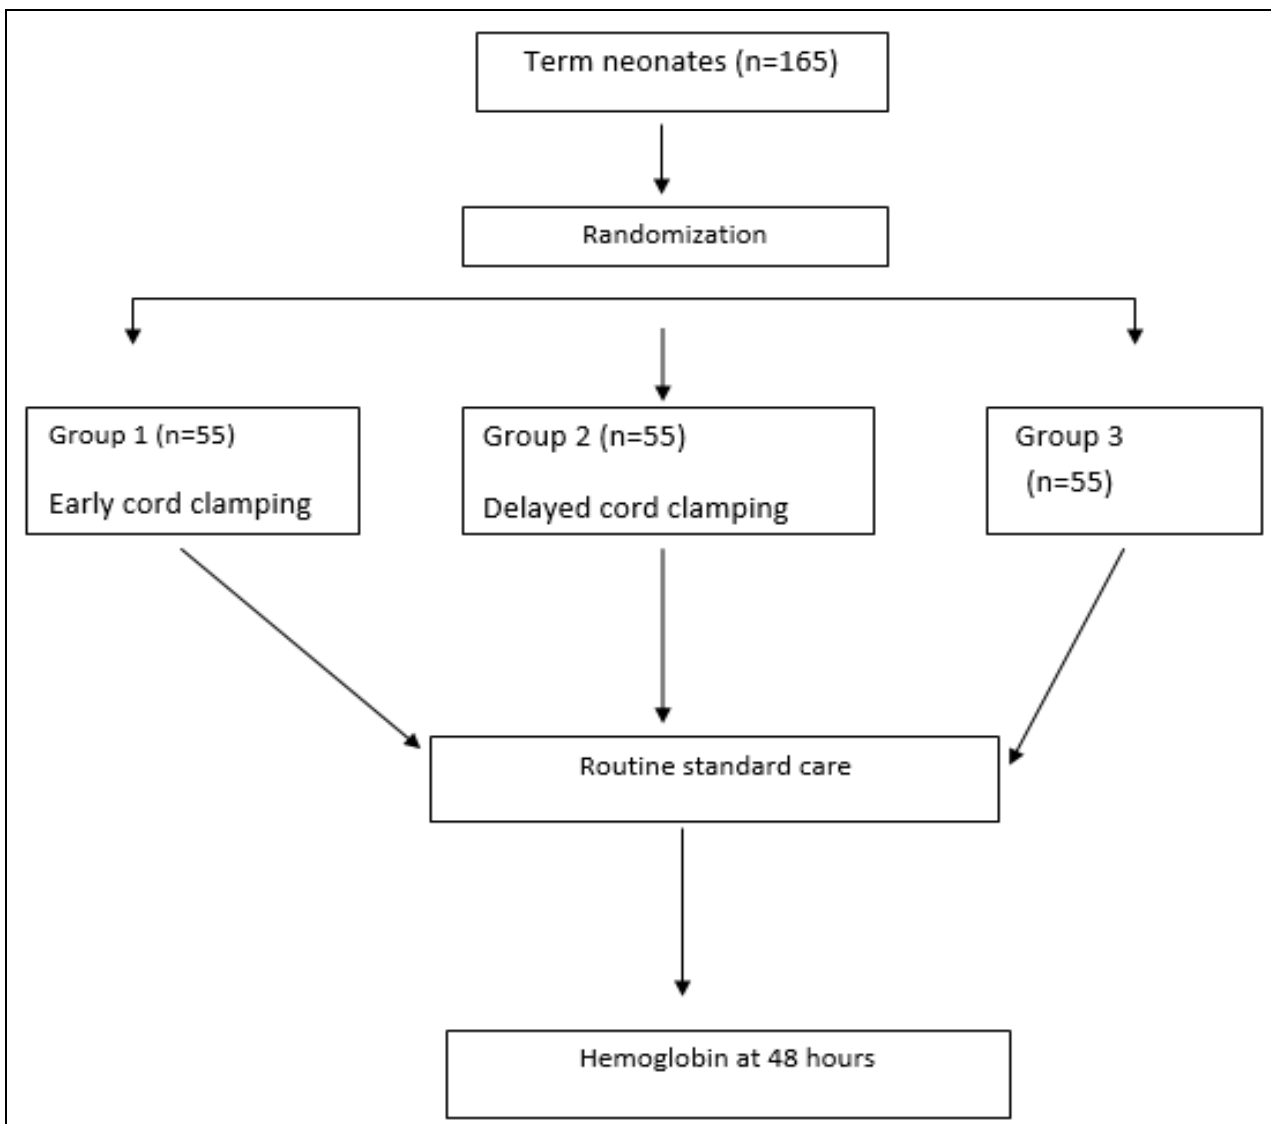 Term neonates (n=165)
Randomization
Group 1 (n=55)
Early cord clamping
Group 2 (n=55)
Delayed cord clamping
Group 3
(n=55)
Routine standard care
Hemoglobin at 48 hours